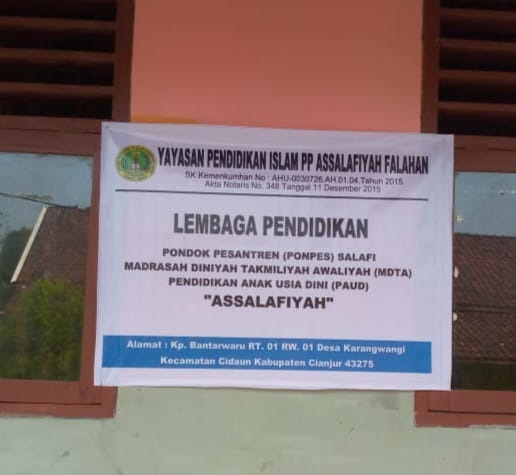 YAYASAN PENDIDIKAN ISLAM PP ASSALAFIYAH FALAHAN
SK Kemenkumhan No : AHU-0030726,AH.01.04.Tahun 2015
Akta Notaris No. 348 Tanggal 11 Desember 2015
LEMBAGA PENDIDIKAN
PONDOK PESANTREN (PONPES) SALAFI
MADRASAH DINIYAH TAKMILIYAH AWALIYAH (MDTA)
PENDIDIKAN ANAK USIA DINI (PAUD)
"ASSALAFIYAH"
Alamat : Kp. Bantarwaru RT. 01 RW. 01 Desa Karangwangi
Kecamatan Cidaun Kabupaten Cianjur 43275